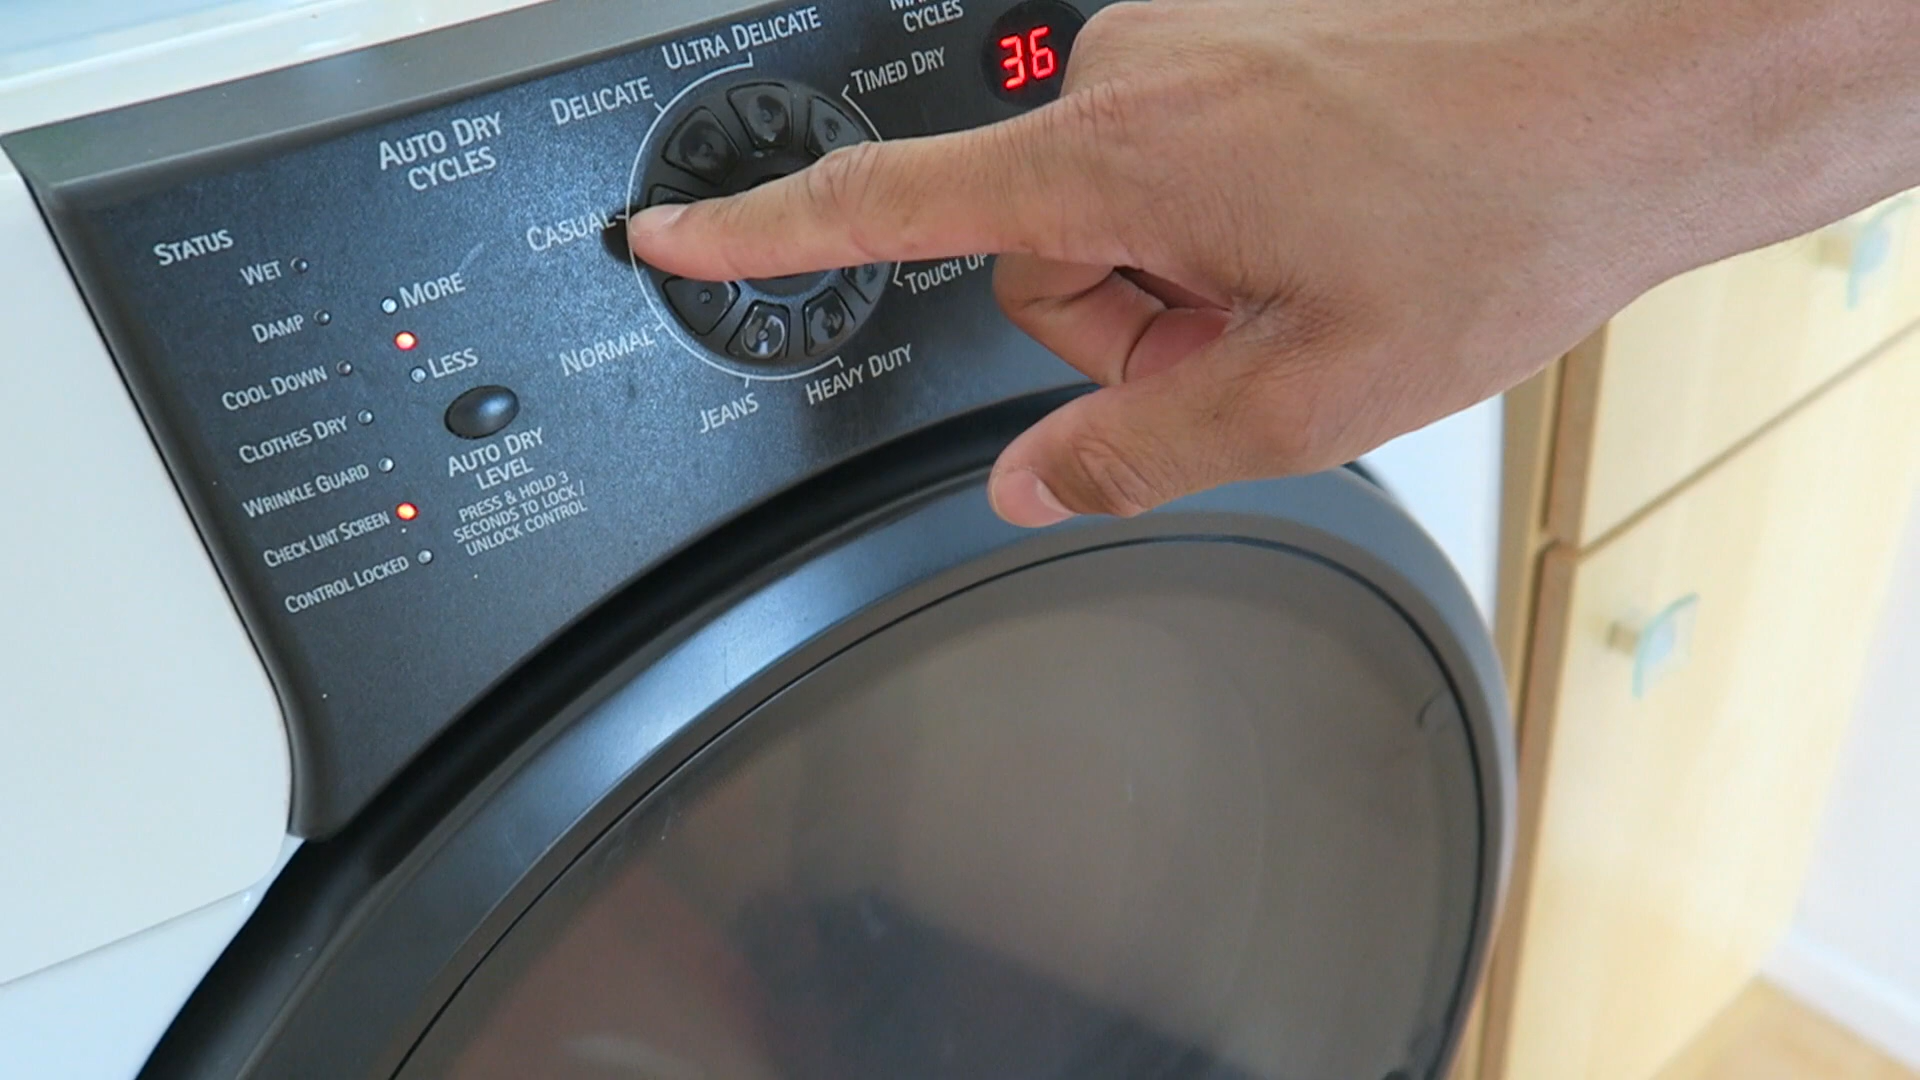 ULTRA DELICATE
CYCLES
TIMED DRY
36
DELICATE
AUTO DRY
CYCLES
CASUAL
STATUS
WET
MORE
DAMP
LESS
COOL DOWN
CLOTHES DRY
WRINKLE GUARD
CHECK LINT SCREEN
CONTROL LOCKED
AUTO DRY
LEVEL
PRESS & HOLD 3
SECONDS TO LOCK /
UNLOCK CONTROL
NORMAL
JEANS
HEAVY DUTY
TOUCH UP